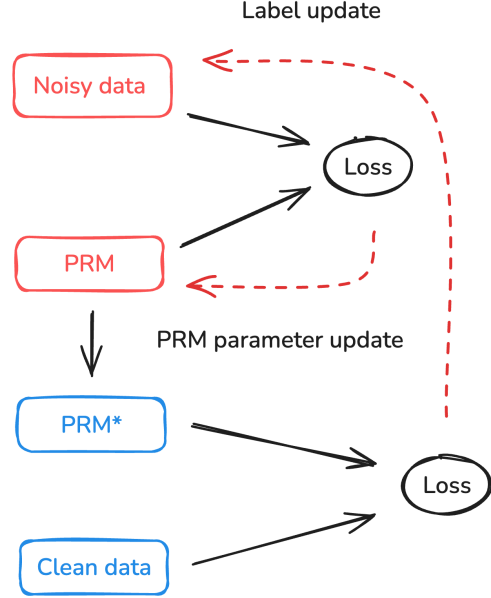 Label update
Noisy data
Loss
PRM
PRM parameter update
PRM*
Loss
Clean data